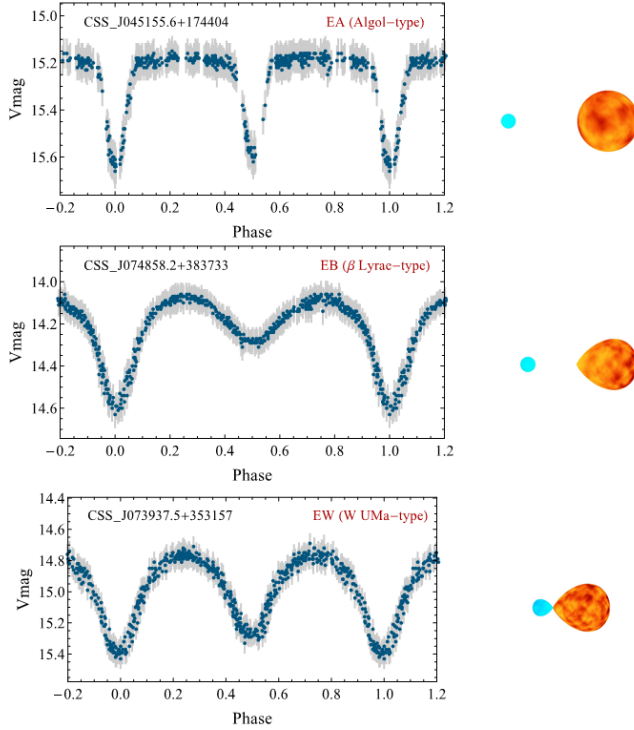 CSS_J045155.6+174404 EA (Algol-type)
15.0
15.2
15.4
15.6
Vmag
-0.2 0.0 0.2 0.4 0.6 0.8 1.0 1.2
Phase
CSS_J074858.2+383733 EB (β Lyrae-type)
14.0
14.2
14.4
14.6
Vmag
-0.2 0.0 0.2 0.4 0.6 0.8 1.0 1.2
Phase
14.4
CSS_J073937.5+353157 EW (W UMa-type)
14.8
15.0
15.2
15.4
Vmag
-0.2 0.0 0.2 0.4 0.6 0.8 1.0 1.2
Phase